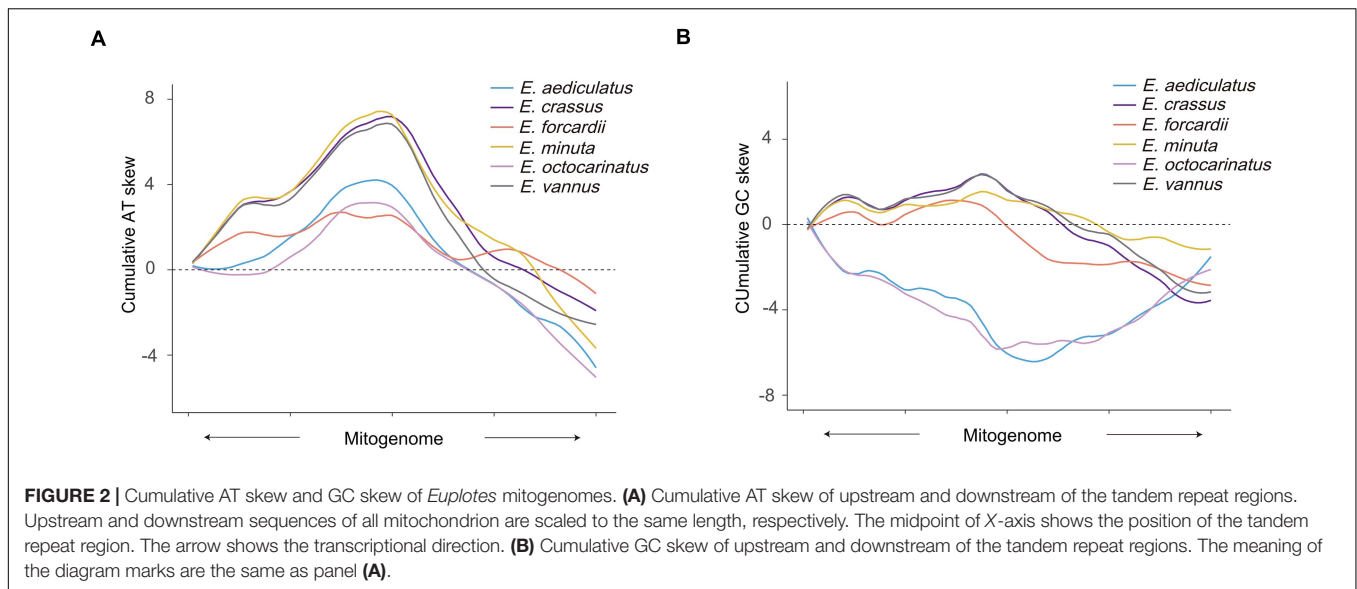 A
B
8
4
0
-4
Cumulative AT skew
E. aediculatus
E. crassus
E. forcardii
E. minuta
E. octocarinatus
E. vannus
Mitogenome
4
0
-4
-8
CUmulative GC skew
E. aediculatus
E. crassus
E. forcardii
E. minuta
E. octocarinatus
E. vannus
Mitogenome
FIGURE 2 | Cumulative AT skew and GC skew of Euplotes mitogenomes. (A) Cumulative AT skew of upstream and downstream of the tandem repeat regions.
Upstream and downstream sequences of all mitochondrion are scaled to the same length, respectively. The midpoint of X-axis shows the position of the tandem
repeat region. The arrow shows the transcriptional direction. (B) Cumulative GC skew of upstream and downstream of the tandem repeat regions. The meaning of
the diagram marks are the same as panel (A).